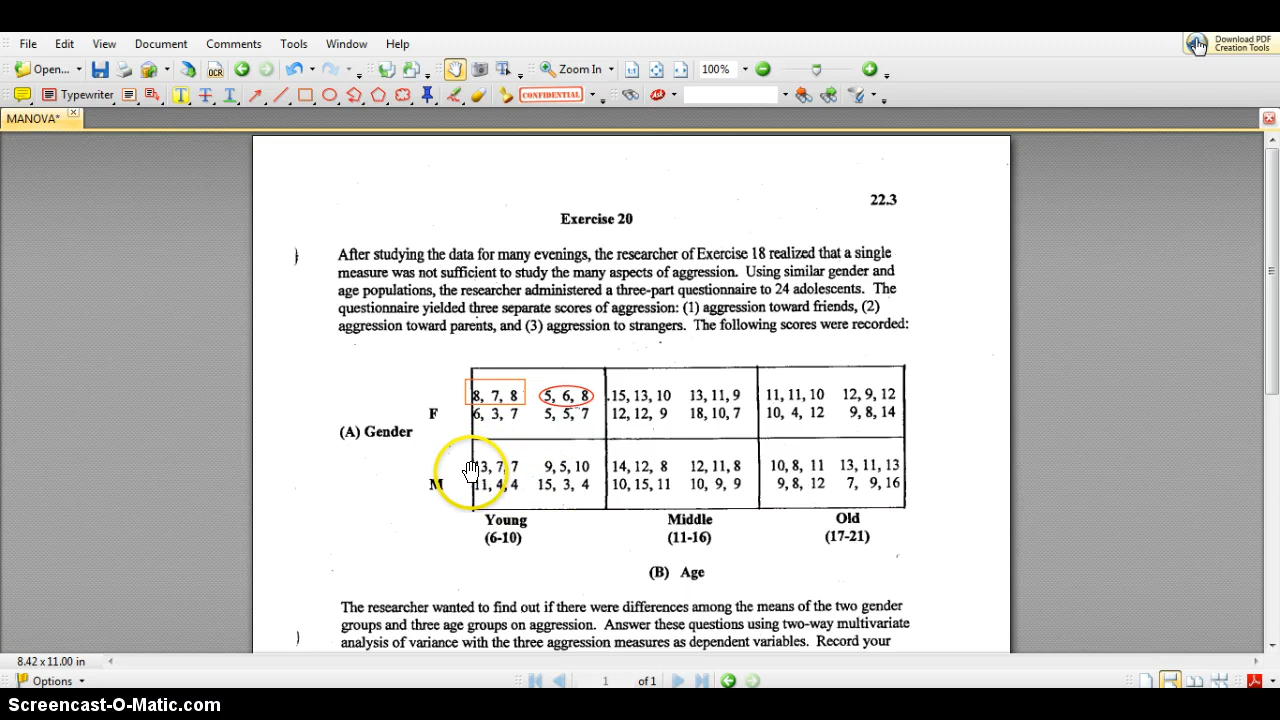 File Edit View Document Comments Tools Window Help
Download PDF
Creation Tools
Open... OCR Zoom In 100%
Typewriter T T T CONFIDENTIAL
MANOVA*
22.3
Exercise 20
After studying the data for many evenings, the researcher of Exercise 18 realized that a single
measure was not sufficient to study the many aspects of aggression. Using similar gender and
age populations, the researcher administered a three-part questionnaire to 24 adolescents. The
questionnaire yielded three separate scores of aggression: (1) aggression toward friends, (2)
aggression toward parents, and (3) aggression to strangers. The following scores were recorded:
8, 7, 8 5, 6, 8 15, 13, 10 13, 11, 9 11, 11, 10 12, 9, 12
F 6, 3, 7 5, 5, 7 12, 12, 9 18, 10, 7 10, 4, 12 9, 8, 14
(A) Gender
3, 7, 7 9, 5, 10 14, 12, 8 12, 11, 8 10, 8, 11 13, 11, 13
M 11, 4, 4 15, 3, 4 10, 15, 11 10, 9, 9 9, 8, 12 7, 9, 16
Young Middle Old
(6-10) (11-16) (17-21)
(B) Age
The researcher wanted to find out if there were differences among the means of the two gender
groups and three age groups on aggression. Answer these questions using two-way multivariate
analysis of variance with the three aggression measures as dependent variables. Record your
8.42 x 11.00 in
Options 1 of 1
Screencast-O-Matic.com